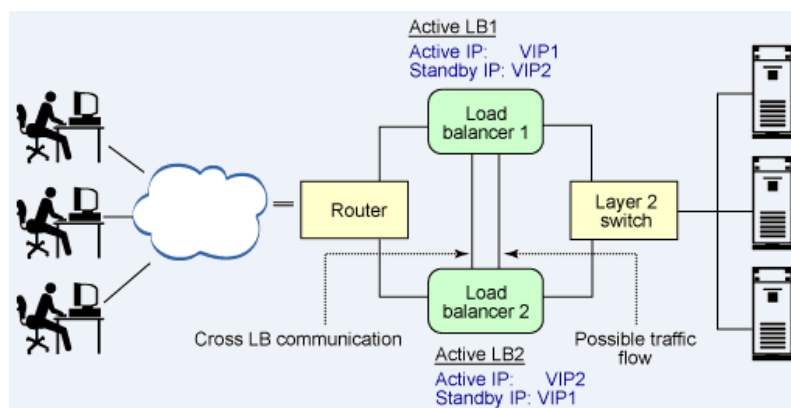 Active LB1
Active IP: VIP1
Standby IP: VIP2
Load
balancer 1
Router
Layer 2
switch
Load
balancer 2
Cross LB communication
Possible traffic
flow
Active LB2
Active IP: VIP2
Standby IP: VIP1